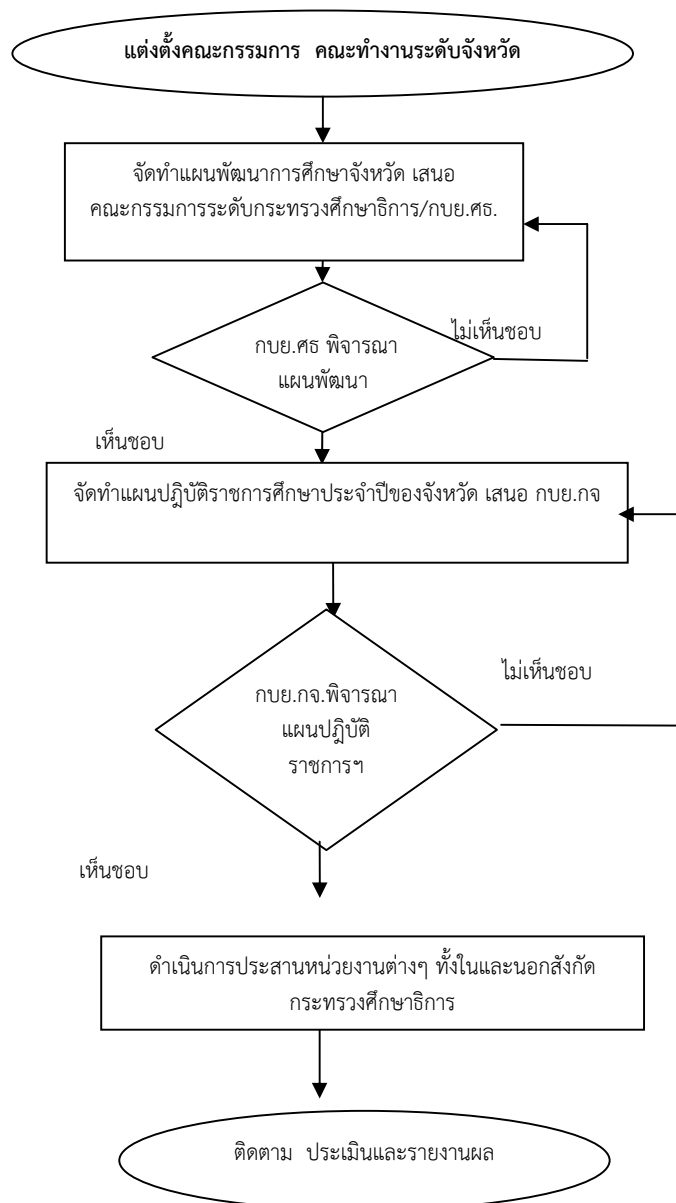 แต่งตั้งคณะกรรมการ คณะทำงานระดับจังหวัด
จัดทำแผนพัฒนาการศึกษาจังหวัด เสนอ
คณะกรรมการระดับกระทรวงศึกษาธิการ/กบย.ศธ.
ไม่เห็นชอบ
กบย.ศธ พิจารณา
แผนพัฒนา
เห็นชอบ
จัดทำแผนปฎิบัติราชการศึกษาประจำปีของจังหวัด เสนอ กบย.กจ
ไม่เห็นชอบ
กบย.กจ.พิจารณา
แผนปฎิบัติ
ราชการฯ
เห็นชอบ
ดำเนินการประสานหน่วยงานต่างๆ ทั้งในและนอกสังกัด
กระทรวงศึกษาธิการ
ติดตาม ประเมินและรายงานผล